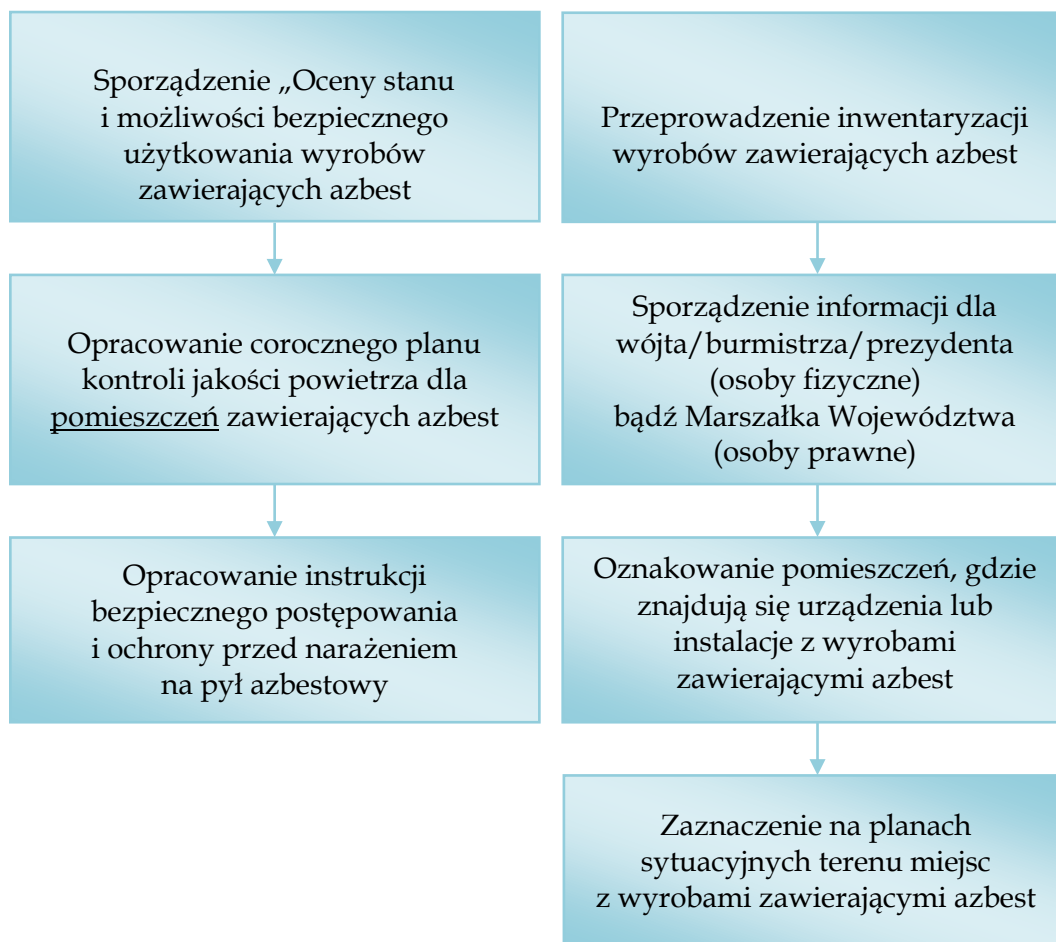 Sporządzenie „Oceny stanu
i możliwości bezpiecznego
użytkowania wyrobów
zawierających azbest
Opracowanie corocznego planu
kontroli jakości powietrza dla
pomieszczeń zawierających azbest
Opracowanie instrukcji
bezpiecznego postępowania
i ochrony przed narażeniem
na pył azbestowy
Przeprowadzenie inwentaryzacji
wyrobów zawierających azbest
Sporządzenie informacji dla
wójta/burmistrza/prezydenta
(osoby fizyczne)
bądź Marszałka Województwa
(osoby prawne)
Oznakowanie pomieszczeń, gdzie
znajdują się urządzenia lub
instalacje z wyrobami
zawierającymi azbest
Zaznaczenie na planach
sytuacyjnych terenu miejsc
z wyrobami zawierającymi azbest